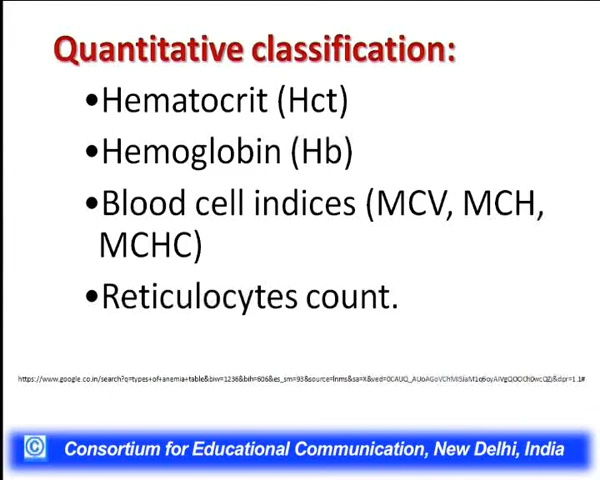 Quantitative classification:
•Hematocrit (Hct)
•Hemoglobin (Hb)
•Blood cell indices (MCV, MCH,
MCHC)
•Reticulocytes count.
© Consortium for Educational Communication, New Delhi, India